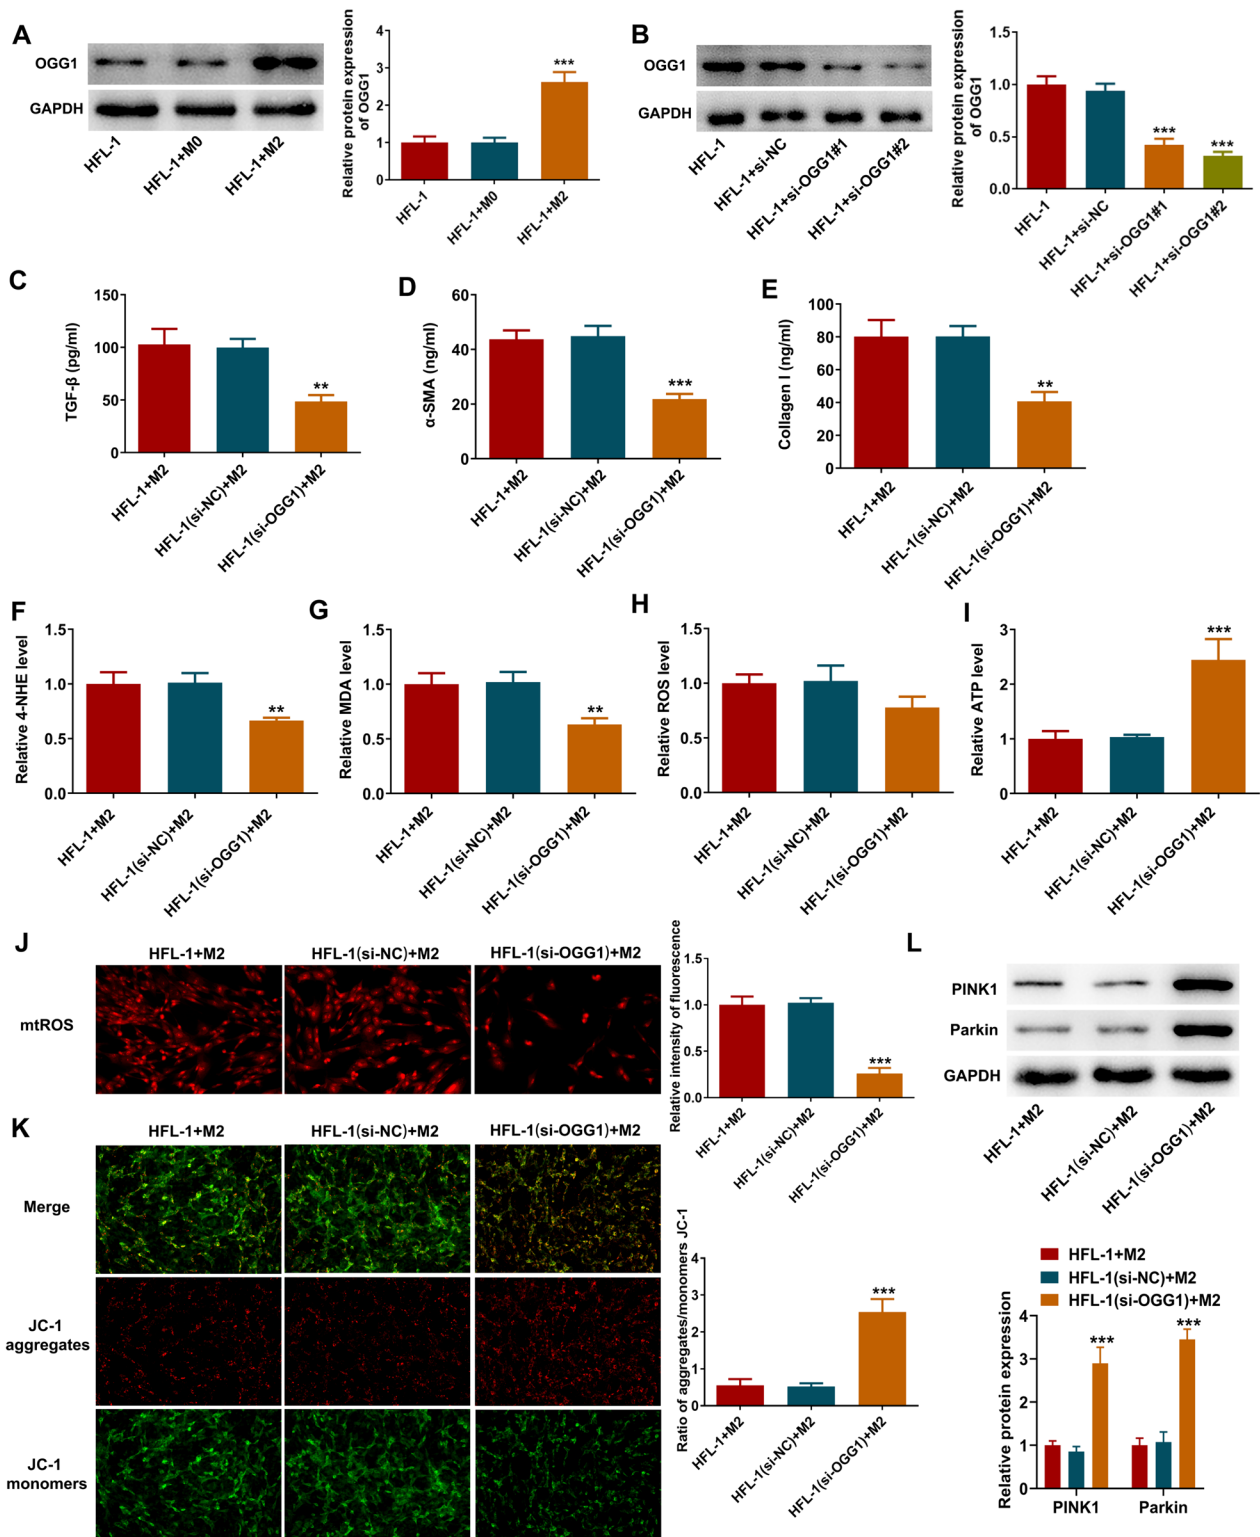 A
OGG1
GAPDH
HFL-1
HFL-1+M0
HFL-1+M2
Relative protein expression
of OGG1
4
3
2
1
0
***
HFL-1
HFL-1+M0
HFL-1+M2
B
OGG1
GAPDH
HFL-1
HFL-1+si-NC
HFL-1+si-OGG1#1
HFL-1+si-OGG1#2
Relative protein expression
of OGG1
1.5
1.0
0.5
0.0
***
***
HFL-1
HFL-1+si-NC
HFL-1+si-OGG1#1
HFL-1+si-OGG1#2
C
TGF-β (pg/ml)
150
100
50
0
**
HFL-1+M2
HFL-1(si-NC)+M2
HFL-1(si-OGG1)+M2
D
α-SMA (ng/ml)
60
40
20
0
***
HFL-1+M2
HFL-1(si-NC)+M2
HFL-1(si-OGG1)+M2
E
Collagen I (ng/ml)
100
80
60
40
20
0
**
HFL-1+M2
HFL-1(si-NC)+M2
HFL-1(si-OGG1)+M2
F
Relative 4-NHE level
1.5
1.0
0.5
0.0
**
HFL-1+M2
HFL-1(si-NC)+M2
HFL-1(si-OGG1)+M2
G
Relative MDA level
1.5
1.0
0.5
0.0
**
HFL-1+M2
HFL-1(si-NC)+M2
HFL-1(si-OGG1)+M2
H
Relative ROS level
1.5
1.0
0.5
0.0
HFL-1+M2
HFL-1(si-NC)+M2
HFL-1(si-OGG1)+M2
I
Relative ATP level
3
2
1
0
***
HFL-1+M2
HFL-1(si-NC)+M2
HFL-1(si-OGG1)+M2
J
HFL-1+M2
HFL-1(si-NC)+M2
HFL-1(si-OGG1)+M2
mtROS
Relative intensity of fluorescence
1.5
1.0
0.5
0.0
***
HFL-1+M2
HFL-1(si-NC)+M2
HFL-1(si-OGG1)+M2
K
HFL-1+M2
HFL-1(si-NC)+M2
HFL-1(si-OGG1)+M2
Merge
JC-1
aggregates
JC-1
monomers
Ratio of aggregates/monomers JC-1
4
3
2
1
0
***
HFL-1+M2
HFL-1(si-NC)+M2
HFL-1(si-OGG1)+M2
L
PINK1
Parkin
GAPDH
HFL-1+M2
HFL-1(si-NC)+M2
HFL-1(si-OGG1)+M2
HFL-1+M2
HFL-1(si-NC)+M2
HFL-1(si-OGG1)+M2
Relative protein expression
4
3
2
1
0
***
***
PINK1
Parkin